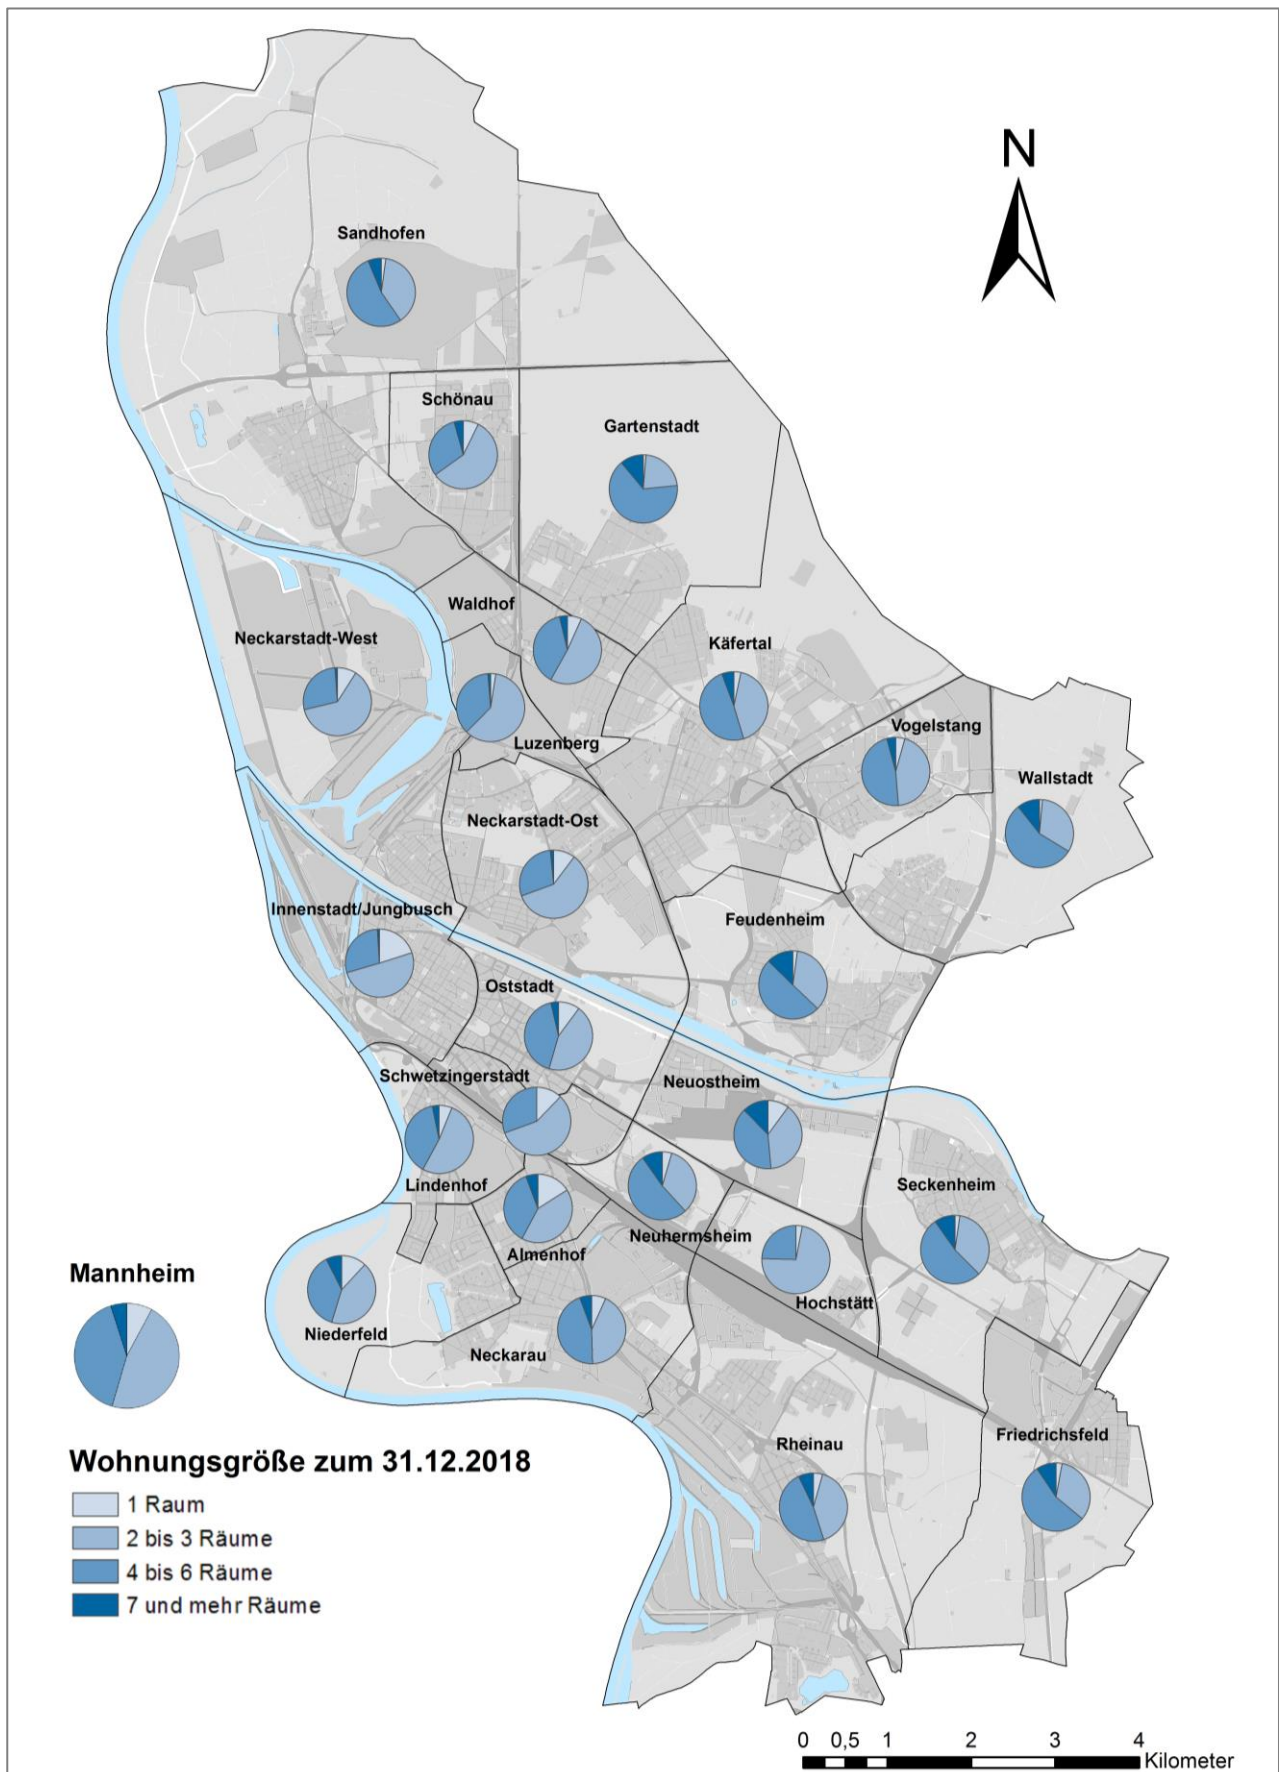 N
Sandhofen
Schönau
Gartenstadt
Waldhof
Neckarstadt-West
Käfertal
Luzenberg
Vogelstang
Wallstadt
Neckarstadt-Ost
Innenstadt/Jungbusch
Feudenheim
Oststadt
Schwetzingerstadt
Neuostheim
Lindenhof
Seckenheim
Almenhof
Neuhermsheim
Hochstätt
Mannheim
Niederfeld
Neckarau
Rheinau
Friedrichsfeld
Wohnungsgröße zum 31.12.2018
1 Raum
2 bis 3 Räume
4 bis 6 Räume
7 und mehr Räume
0 0,5 1 2 3 4
Kilometer